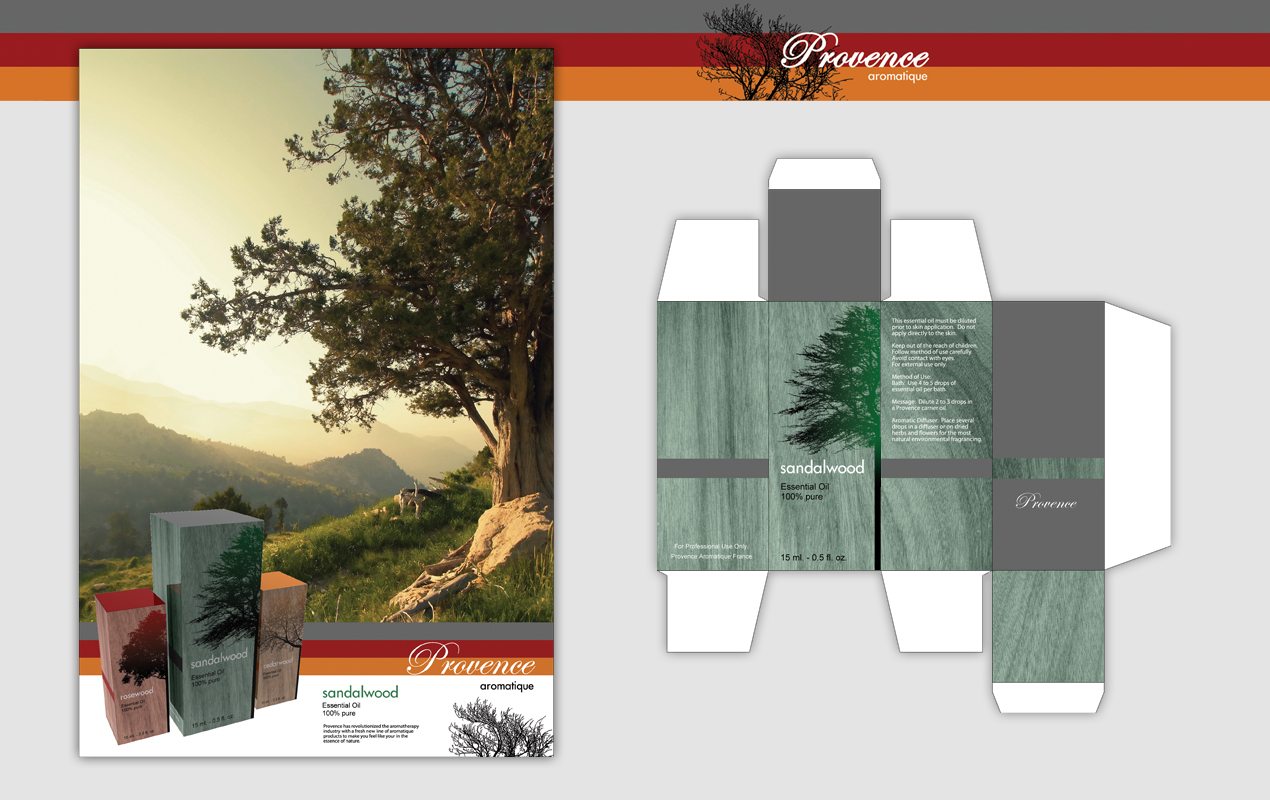 Provence
aromatique
This essential oil must be diluted
prior to skin application. Do not
apply directly to the skin.
Keep out of the reach of children.
Follow method of use carefully.
Avoid contact with eyes.
For external use only.
Method of Use:
Bath: Use 4 to 5 drops of
essential oil per bath.
Message: Dilute 2 to 3 drops in
a Provence carrier oil.
Aromatic Diffuser: Place several
drops in a diffuser or on dried
herbs and flowers for the most
natural environmental fragrancing.
sandalwood
Essential Oil
100% pure
15 ml. - 0.5 fl. oz.
For Professional Use Only.
Provence Aromatique France
Provence
rosewood
Essential Oil
100% pure
15 ml. - 0.5 fl. oz.
sandalwood
Essential Oil
100% pure
15 ml. - 0.5 fl. oz.
Essential Oil
100% pure
Provence
aromatique
sandalwood
Essential Oil
100% pure
Provence has revolutionized the aromatherapy
industry with a fresh new line of aromatique
products to make you feel like your in the
essence of nature.